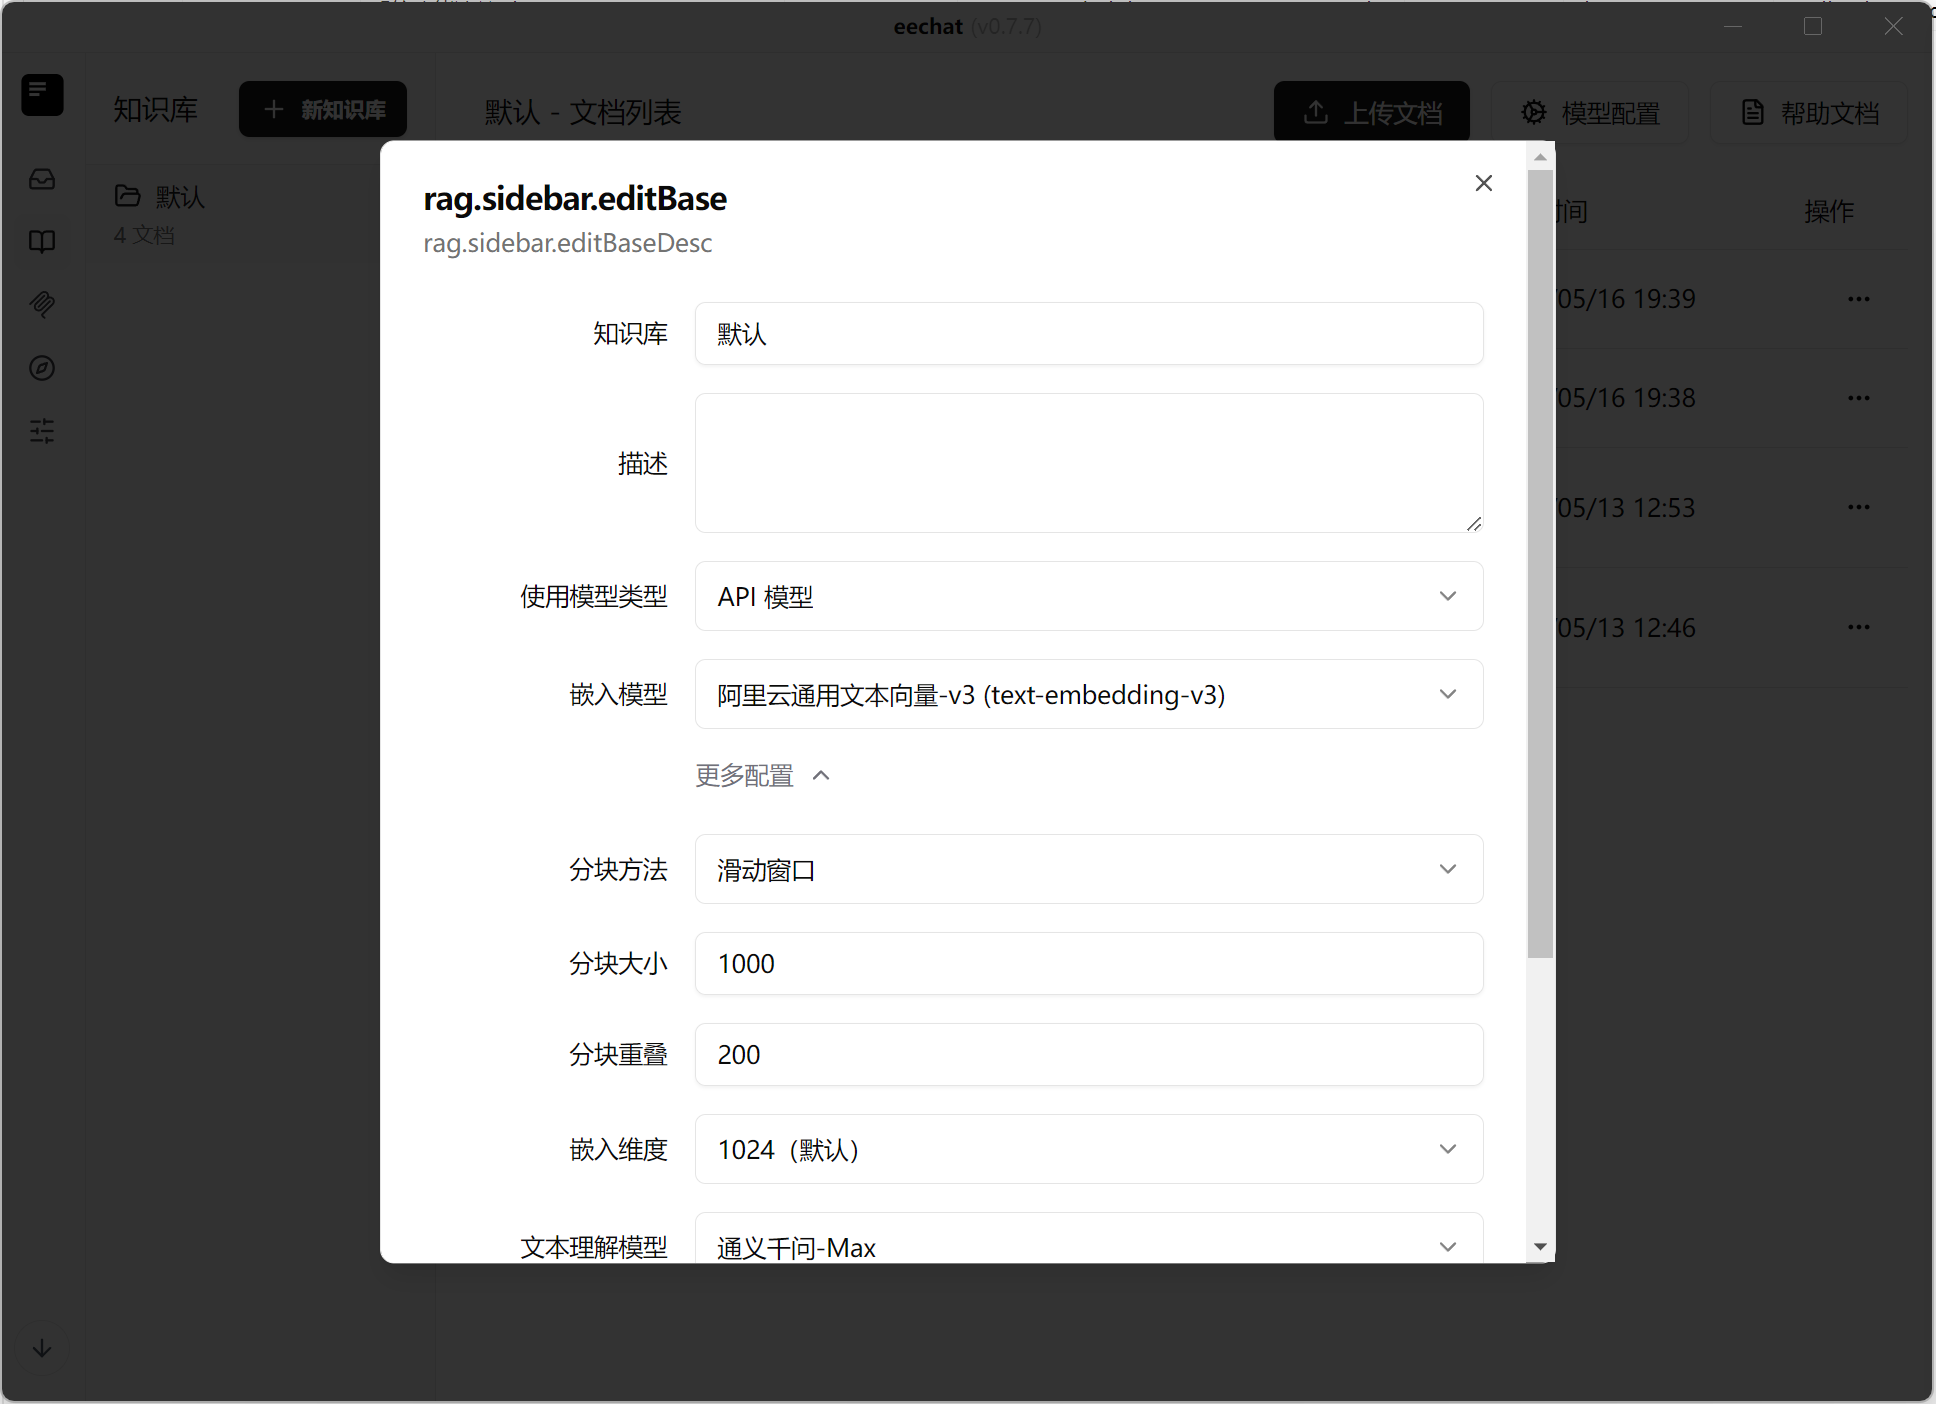 eechat (v0.7.7)
知识库
新知识库
默认 - 文档列表
上传文档
模型配置
帮助文档
默认
4 文档
间
操作
05/16 19:39
05/16 19:38
05/13 12:53
05/13 12:46
rag.sidebar.editBase
rag.sidebar.editBaseDesc
知识库
默认
描述
使用模型类型
API 模型
嵌入模型
阿里云通用文本向量-v3 (text-embedding-v3)
更多配置
分块方法
滑动窗口
分块大小
1000
分块重叠
200
嵌入维度
1024（默认）
文本理解模型
通义千问-Max